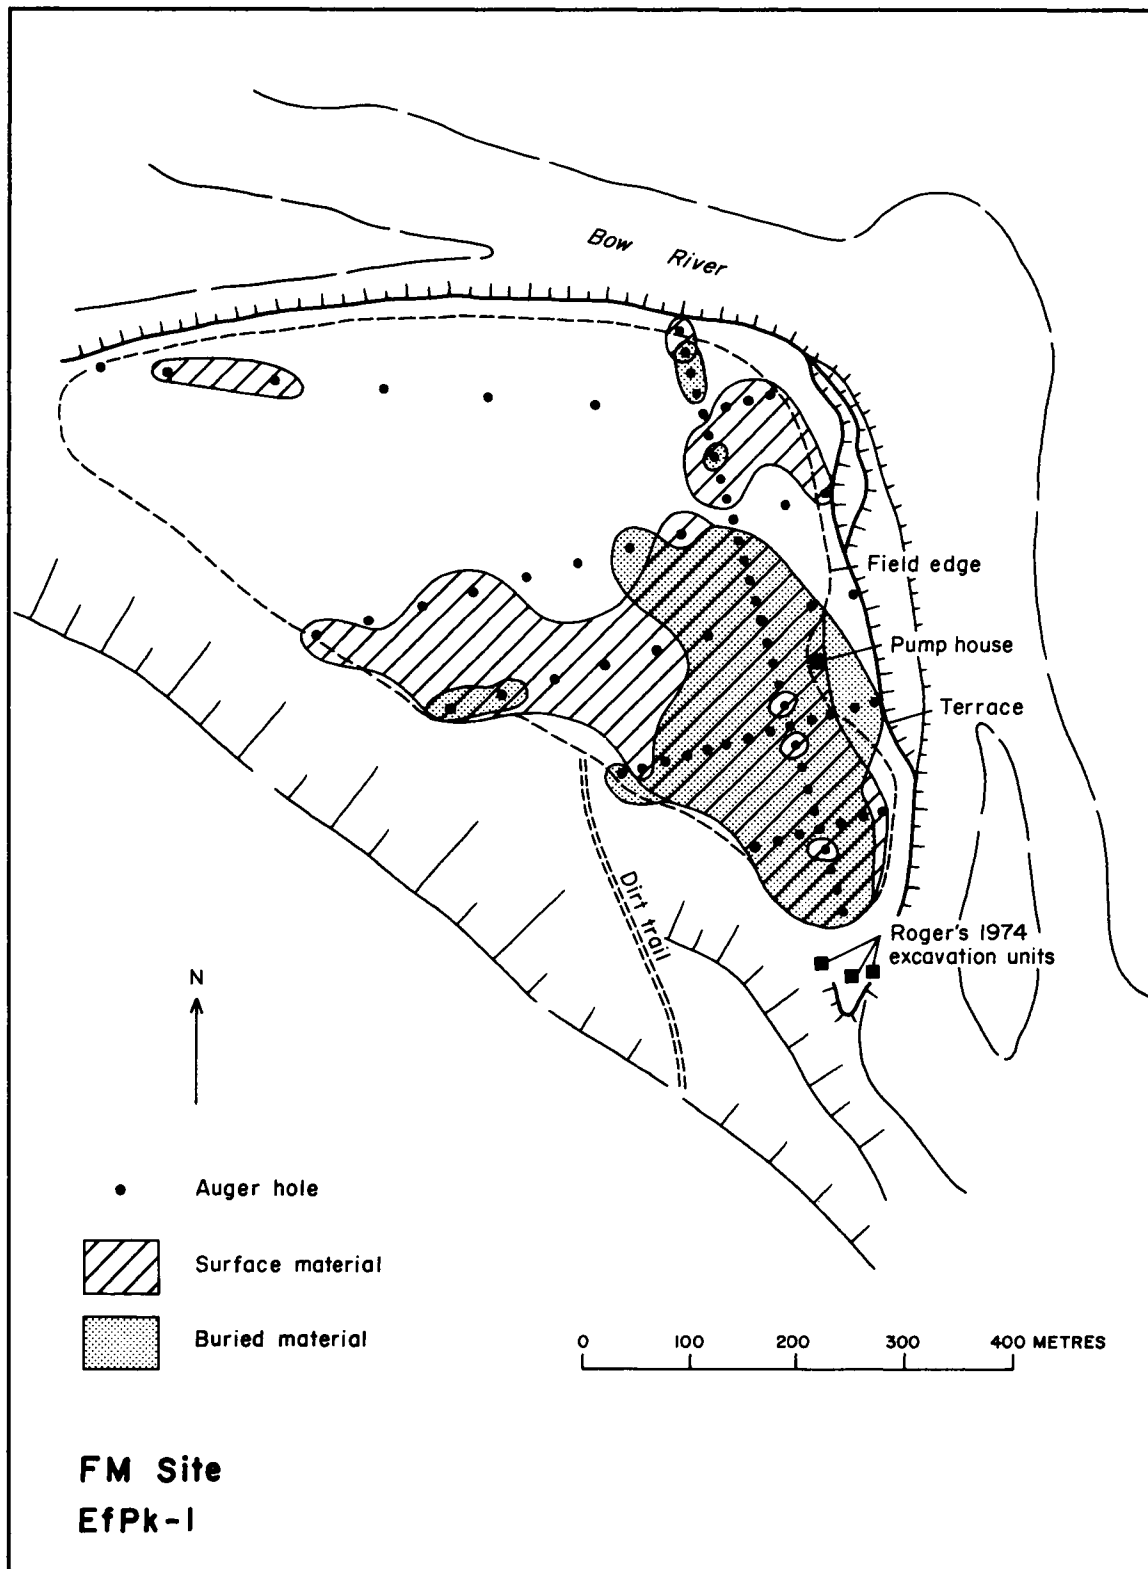 Bow River
Field edge
Pump house
Terrace
Dirt trail
Roger's 1974
excavation units
N
Auger hole
Surface material
Buried material
0 100 200 300 400 METRES
FM Site
EfPk-1